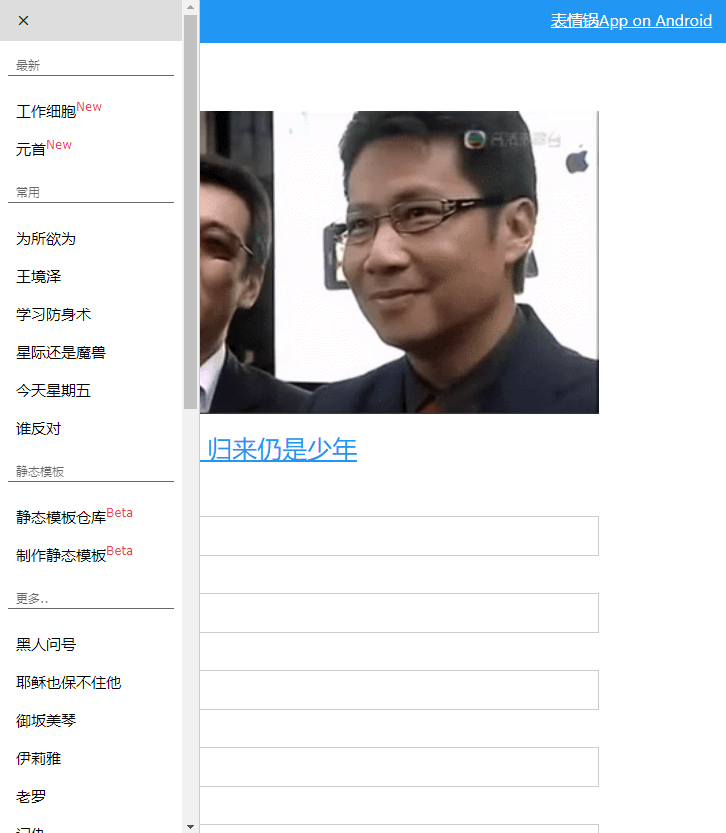 ×
表情锅App on Android
最新
工作细胞New
元首New
常用
为所欲为
王境泽
学习防身术
星际还是魔兽
今天星期五
谁反对
静态模板
静态模板仓库Beta
制作静态模板Beta
更多..
黑人问号
耶稣也保不住他
御坂美琴
伊莉雅
老罗
归来仍是少年